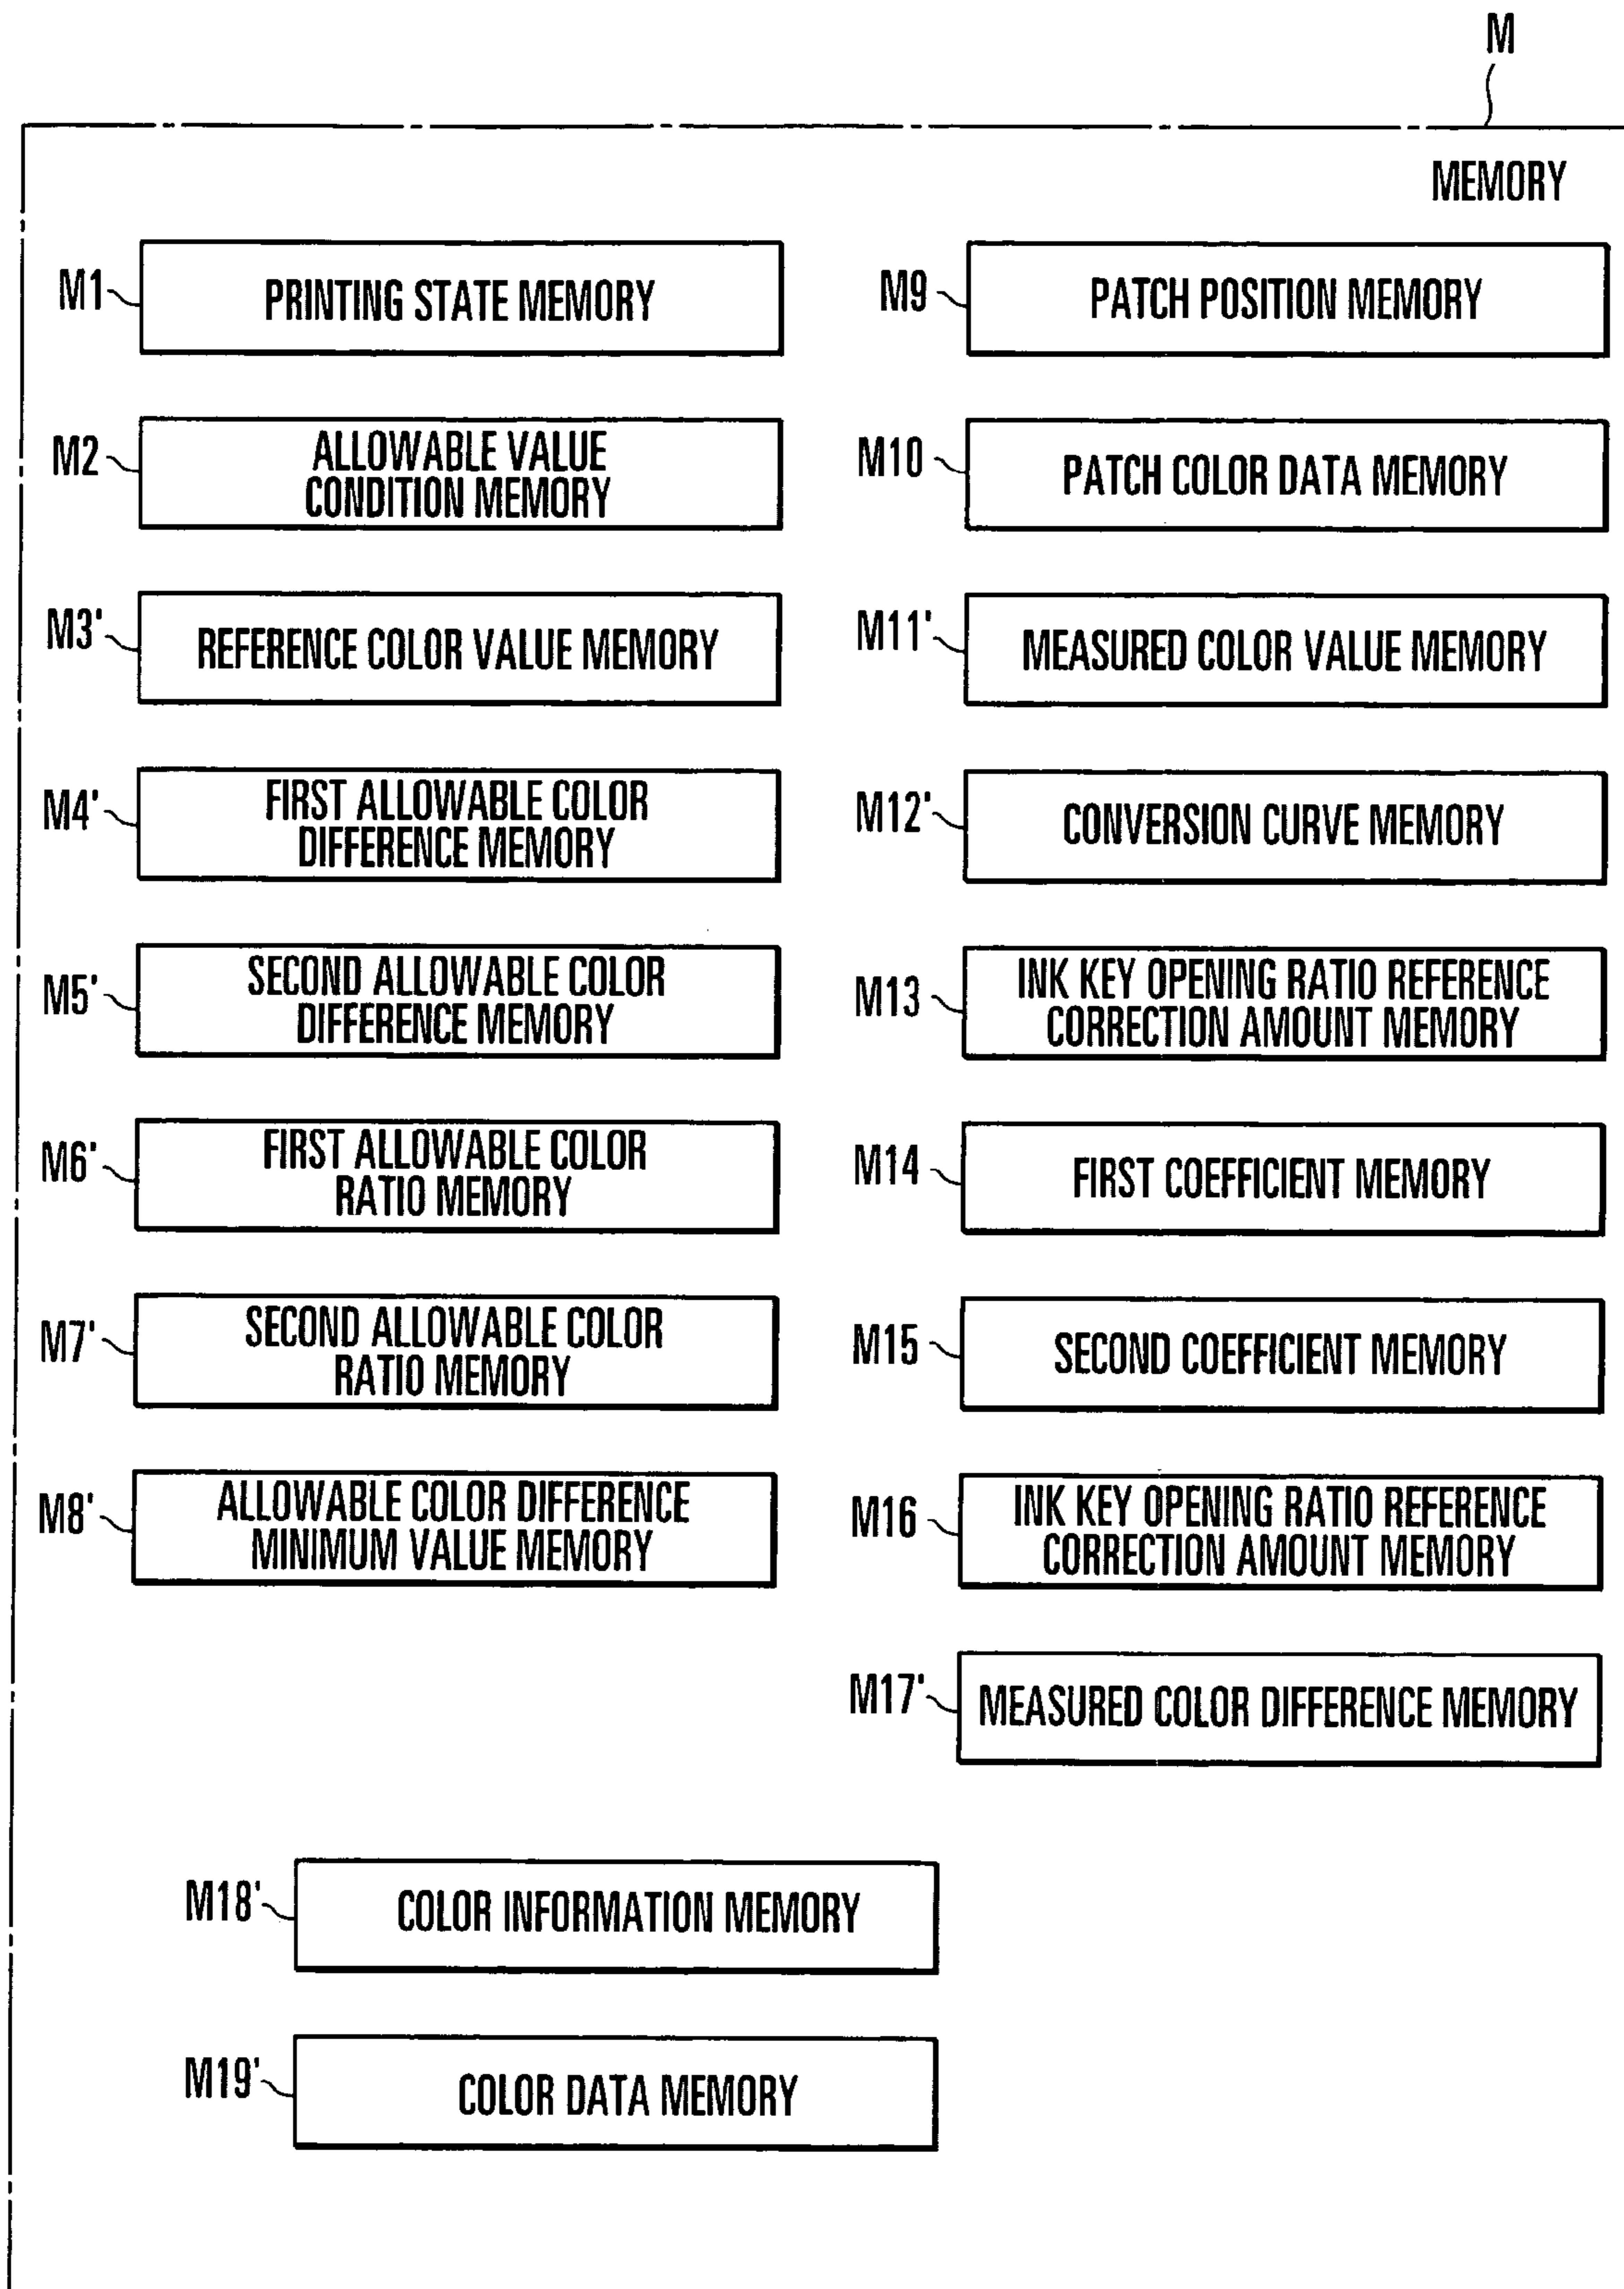 M
MEMORY
M1
PRINTING STATE MEMORY
M2
ALLOWABLE VALUE
CONDITION MEMORY
M3'
REFERENCE COLOR VALUE MEMORY
M4'
FIRST ALLOWABLE COLOR
DIFFERENCE MEMORY
M5'
SECOND ALLOWABLE COLOR
DIFFERENCE MEMORY
M6'
FIRST ALLOWABLE COLOR
RATIO MEMORY
M7'
SECOND ALLOWABLE COLOR
RATIO MEMORY
M8'
ALLOWABLE COLOR DIFFERENCE
MINIMUM VALUE MEMORY
M9
PATCH POSITION MEMORY
M10
PATCH COLOR DATA MEMORY
M11'
MEASURED COLOR VALUE MEMORY
M12'
CONVERSION CURVE MEMORY
M13
INK KEY OPENING RATIO REFERENCE
CORRECTION AMOUNT MEMORY
M14
FIRST COEFFICIENT MEMORY
M15
SECOND COEFFICIENT MEMORY
M16
INK KEY OPENING RATIO REFERENCE
CORRECTION AMOUNT MEMORY
M17'
MEASURED COLOR DIFFERENCE MEMORY
M18'
COLOR INFORMATION MEMORY
M19'
COLOR DATA MEMORY